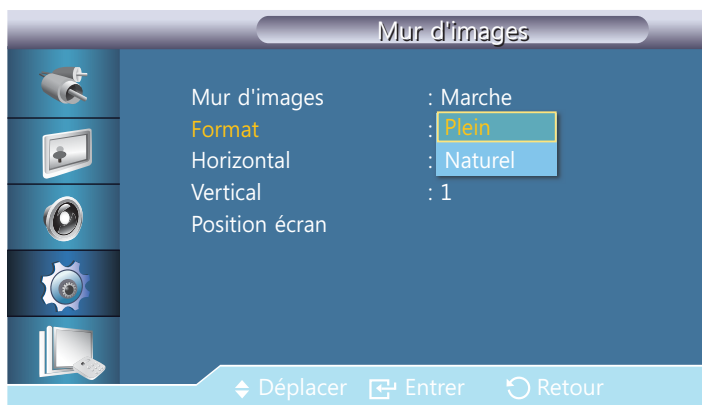 Mur d'images
Mur d'images : Marche
Format : Plein
Horizontal : Naturel
Vertical : 1
Position écran
Déplacer Entrer Retour